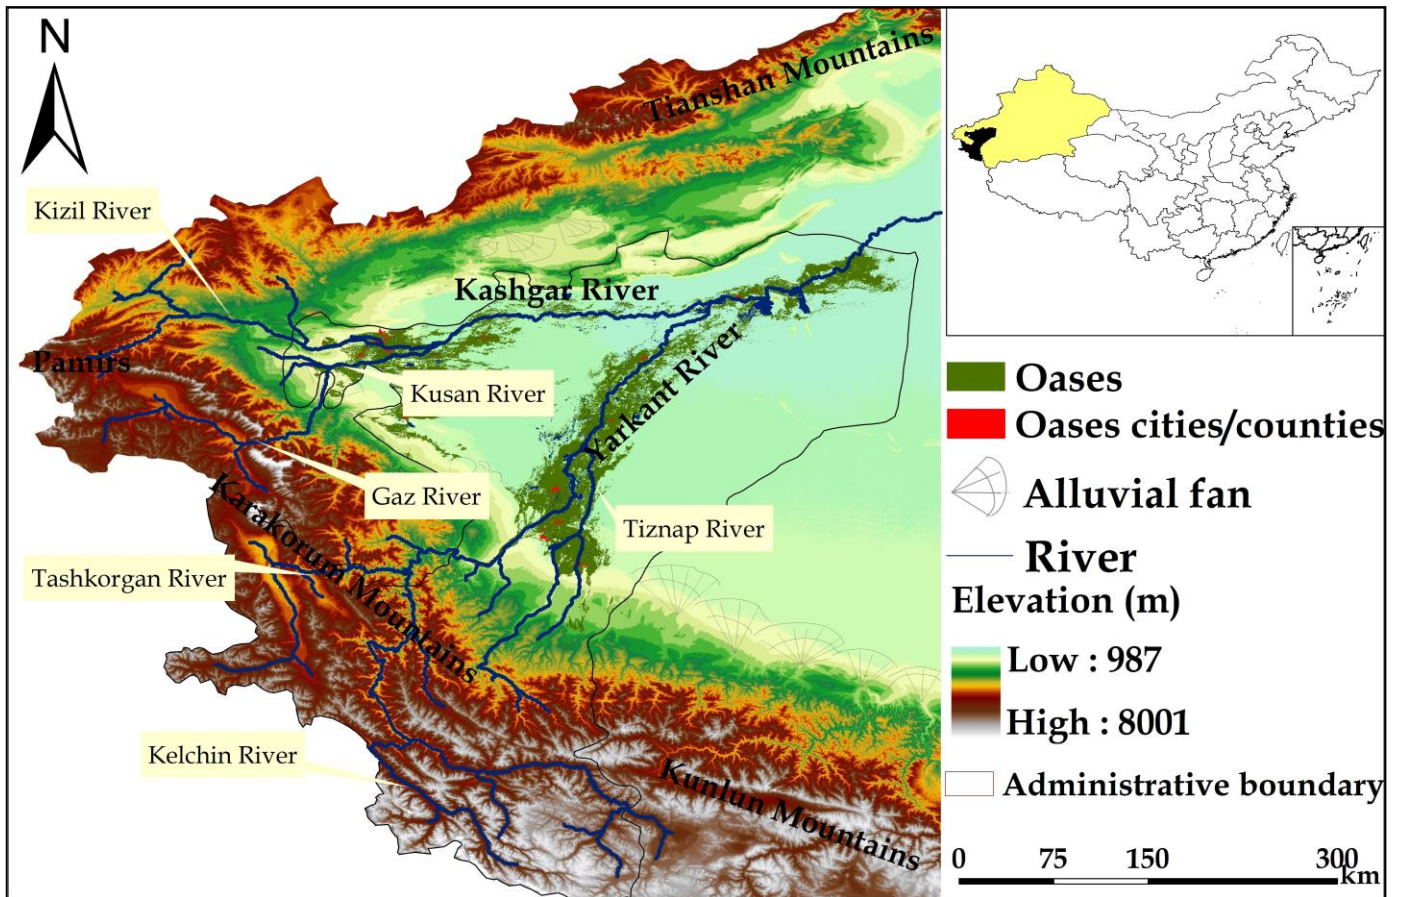 N
Tianshan Mountains
Kizil River
Kashgar River
Pamirs
Kusan River
Yarkant River
Gaz River
Karakorum Mountains
Tiznap River
Tashkorgan River
Kelchin River
Kunlun Mountains
Oases
Oases cities/counties
Alluvial fan
River
Elevation (m)
Low : 987
High : 8001
Administrative boundary
0 75 150 300
km